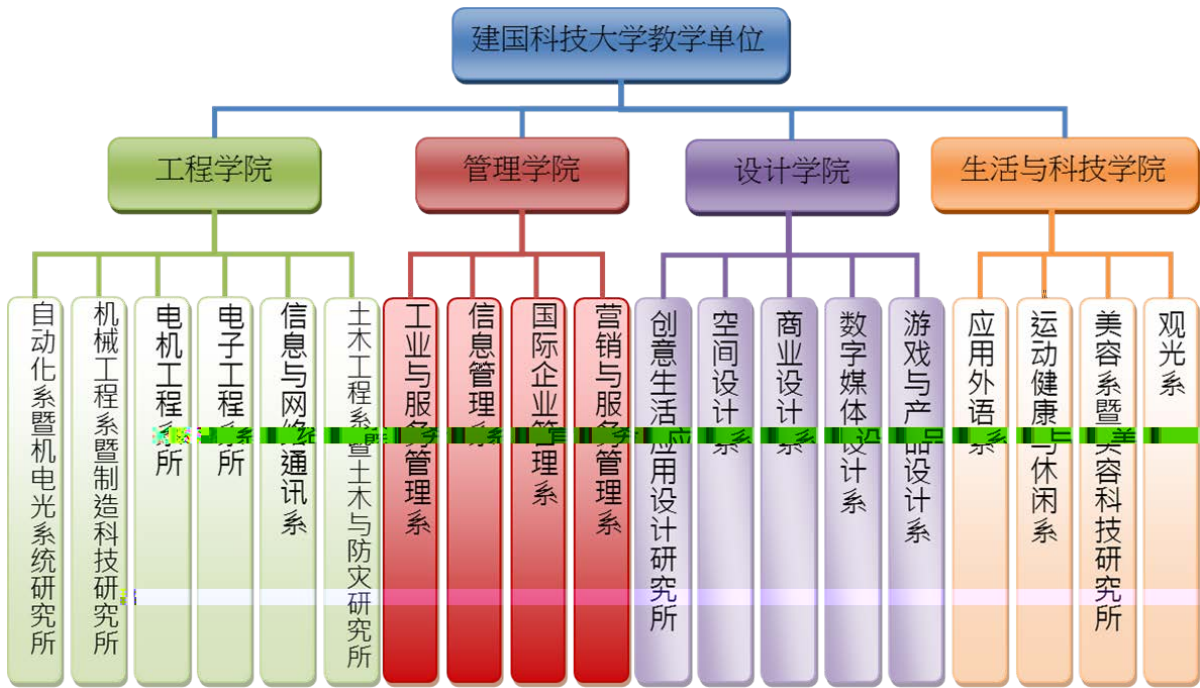 建国科技大学教学单位
工程学院
管理学院
设计学院
生活与科技学院
自动化系暨机电光系统研究所
机械工程系暨制造科技研究所
电机工程系所
电子工程系所
信息与网络通讯系
土木工程系暨土木与防灾研究所
工业与服务管理系
信息管理系
国际企业管理系
营销与服务管理系
创意生活应用设计研究所
空间设计系
商业设计系
数字媒体设计系
游戏与产品设计系
应用外语系
运动健康与休闲系
美容系暨美容科技研究所
观光系